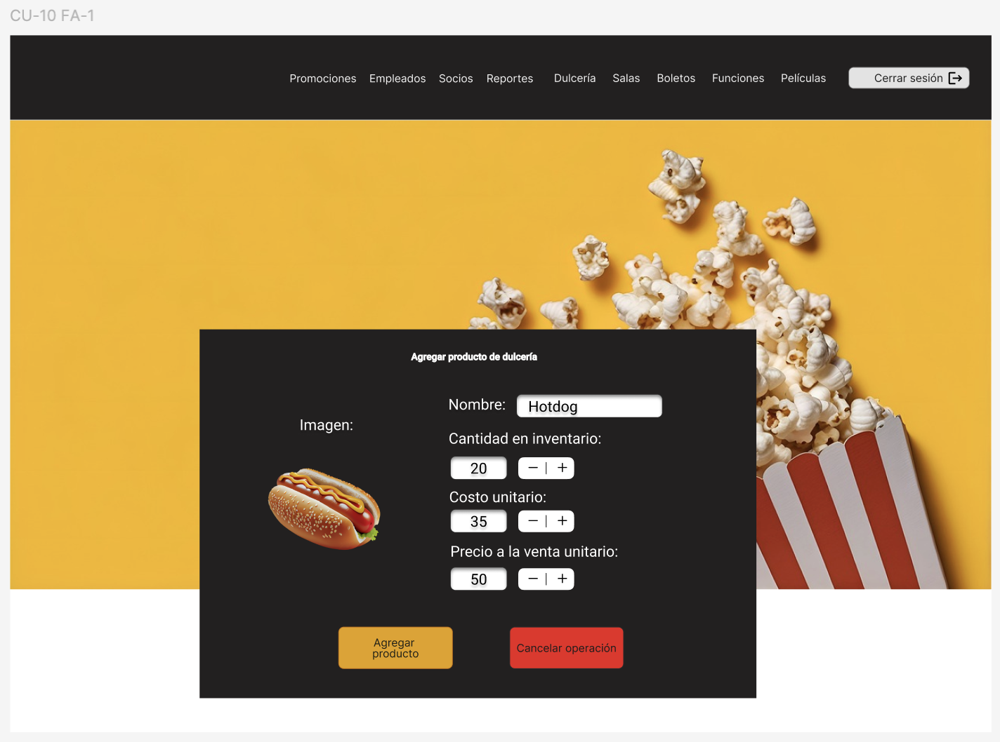 CU-10 FA-1
Promociones Empleados Socios Reportes Dulcería Salas Boletos Funciones Películas Cerrar sesión
Agregar producto de dulcería
Imagen:
Nombre: Hotdog
Cantidad en inventario:
20 − | +
Costo unitario:
35 − | +
Precio a la venta unitario:
50 − | +
Agregar
producto
Cancelar operación